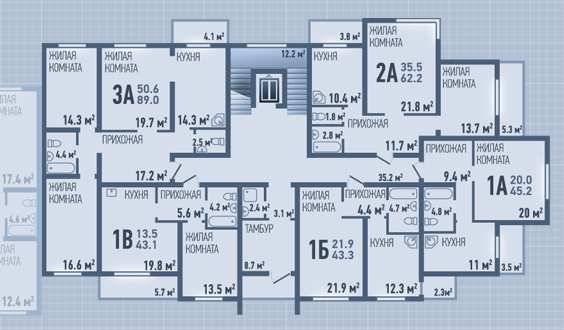 4.1 м²
3.8 м²
ЖИЛАЯ
КОМНАТА
ЖИЛАЯ
КОМНАТА
КУХНЯ
12.2 м²
КУХНЯ
ЖИЛАЯ
КОМНАТА
3А 50.6
89.0
2А 35.5
62.2
ЖИЛАЯ
КОМНАТА
14.3 м²
19.7 м²
14.3 м²
10.4 м²
1.8 м²
21.8 м²
13.7 м²
5.3 м²
ПРИХОЖАЯ
2.5 м²
2.8 м²
ПРИХОЖАЯ
4.4 м²
11.7 м²
ПРИХОЖАЯ
ЖИЛАЯ
КОМНАТА
17.4 м²
17.2 м²
35.2 м²
9.4 м²
1А 20.0
45.2
ЖИЛАЯ
КОМНАТА
КУХНЯ
ПРИХОЖАЯ
ПРИХОЖАЯ
4.6 м²
5.6 м²
4.2 м²
2.4 м²
3.1 м²
4.4 м²
4.7 м²
4.8 м²
20 м²
1В 13.5
43.1
ЖИЛАЯ
КОМНАТА
ТАМБУР
1Б 21.9
43.3
ЖИЛАЯ
КОМНАТА
КУХНЯ
КУХНЯ
16.6 м²
19.8 м²
8.7 м²
11 м²
3.5 м²
12.4 м²
5.7 м²
13.5 м²
21.9 м²
12.3 м²
2.3м²